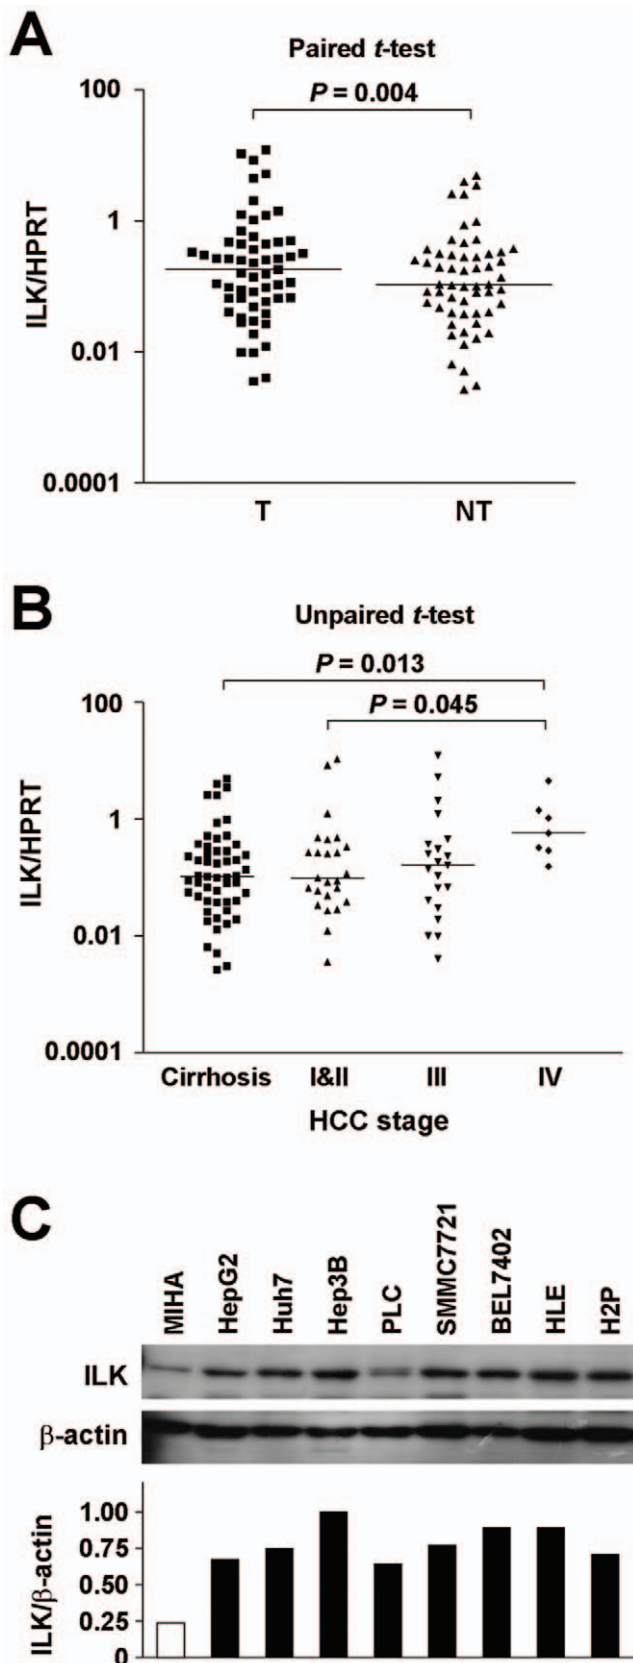 A
Paired t-test
P = 0.004
100
1
0.01
0.0001
ILK/HPRT
T NT
B
Unpaired t-test
P = 0.013
P = 0.045
100
1
0.01
0.0001
ILK/HPRT
Cirrhosis I&II III IV
HCC stage
C
MIHA HepG2 Huh7 Hep3B PLC SMMC7721 BEL7402 HLE H2P
ILK
β-actin
ILK/β-actin
1.00
0.75
0.50
0.25
0